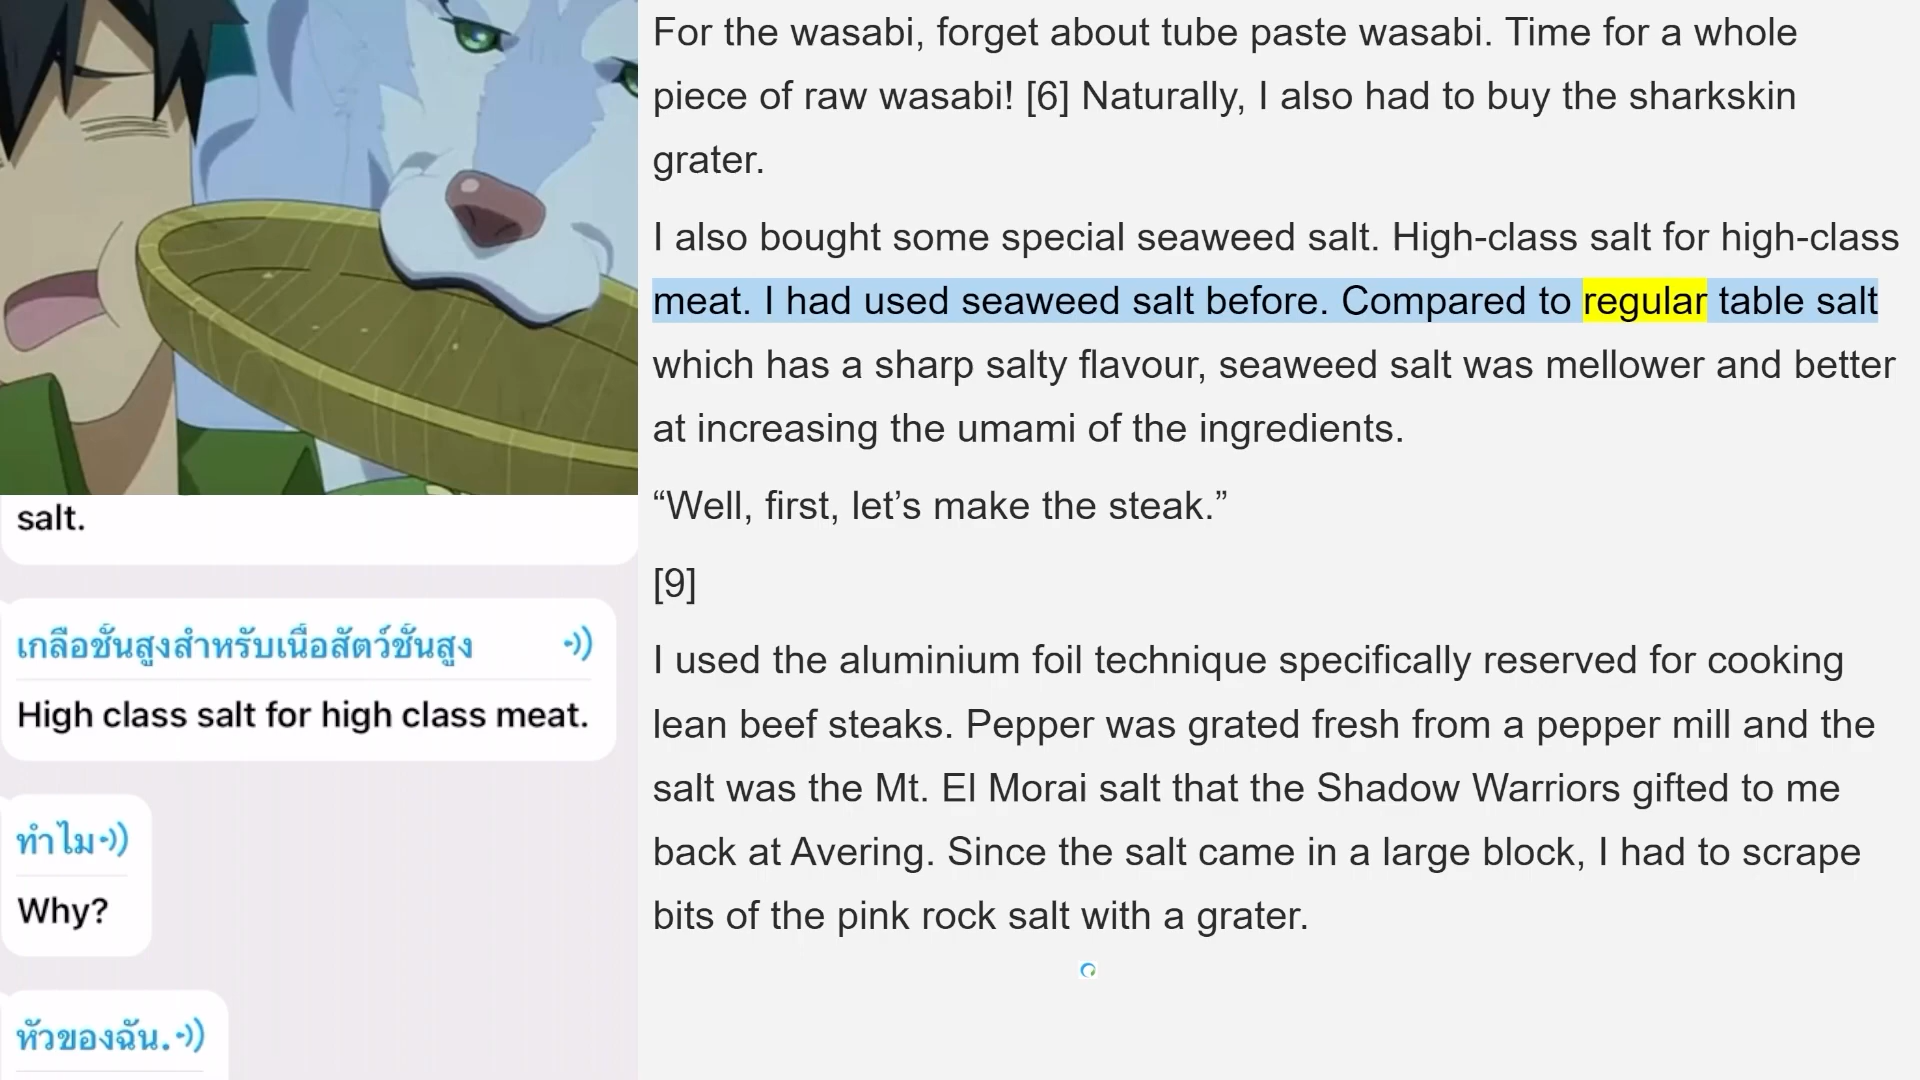 salt.
เกลือชั้นสูงสำหรับเนื้อสัตว์ชั้นสูง
High class salt for high class meat.
ทำไม
Why?
หัวของฉัน.
For the wasabi, forget about tube paste wasabi. Time for a whole
piece of raw wasabi! [6] Naturally, I also had to buy the sharkskin
grater.
I also bought some special seaweed salt. High-class salt for high-class
meat. I had used seaweed salt before. Compared to regular table salt
which has a sharp salty flavour, seaweed salt was mellower and better
at increasing the umami of the ingredients.
“Well, first, let’s make the steak.”
[9]
I used the aluminium foil technique specifically reserved for cooking
lean beef steaks. Pepper was grated fresh from a pepper mill and the
salt was the Mt. El Morai salt that the Shadow Warriors gifted to me
back at Avering. Since the salt came in a large block, I had to scrape
bits of the pink rock salt with a grater.